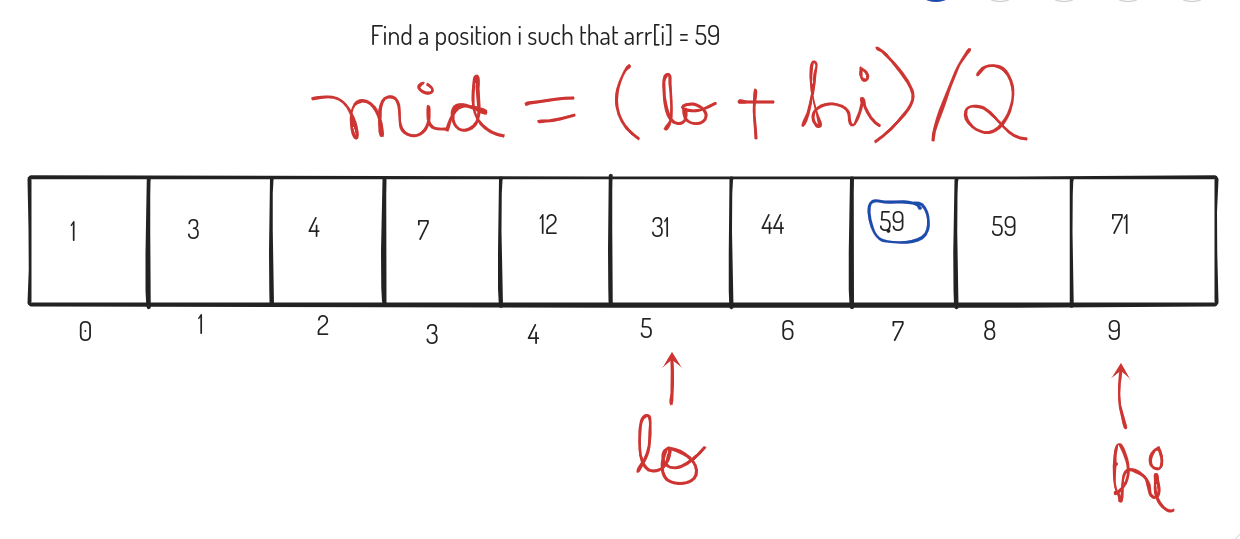 Find a position i such that arr[i] = 59
mid = (lo + hi) / 2
1 3 4 7 12 31 44 59 59 71
0 1 2 3 4 5 6 7 8 9
lo hi